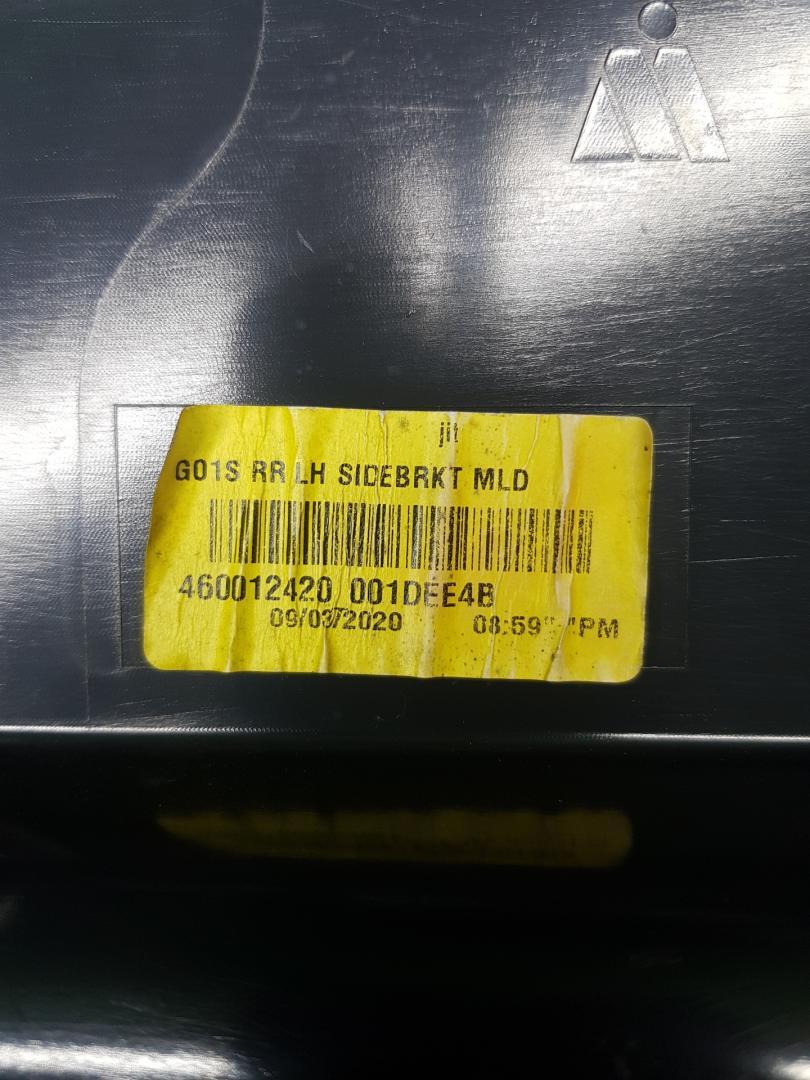 jit
G01S RR LH SIDEBRKT MLD
460012420 001DEE4B
09/03/2020 08:59 PM